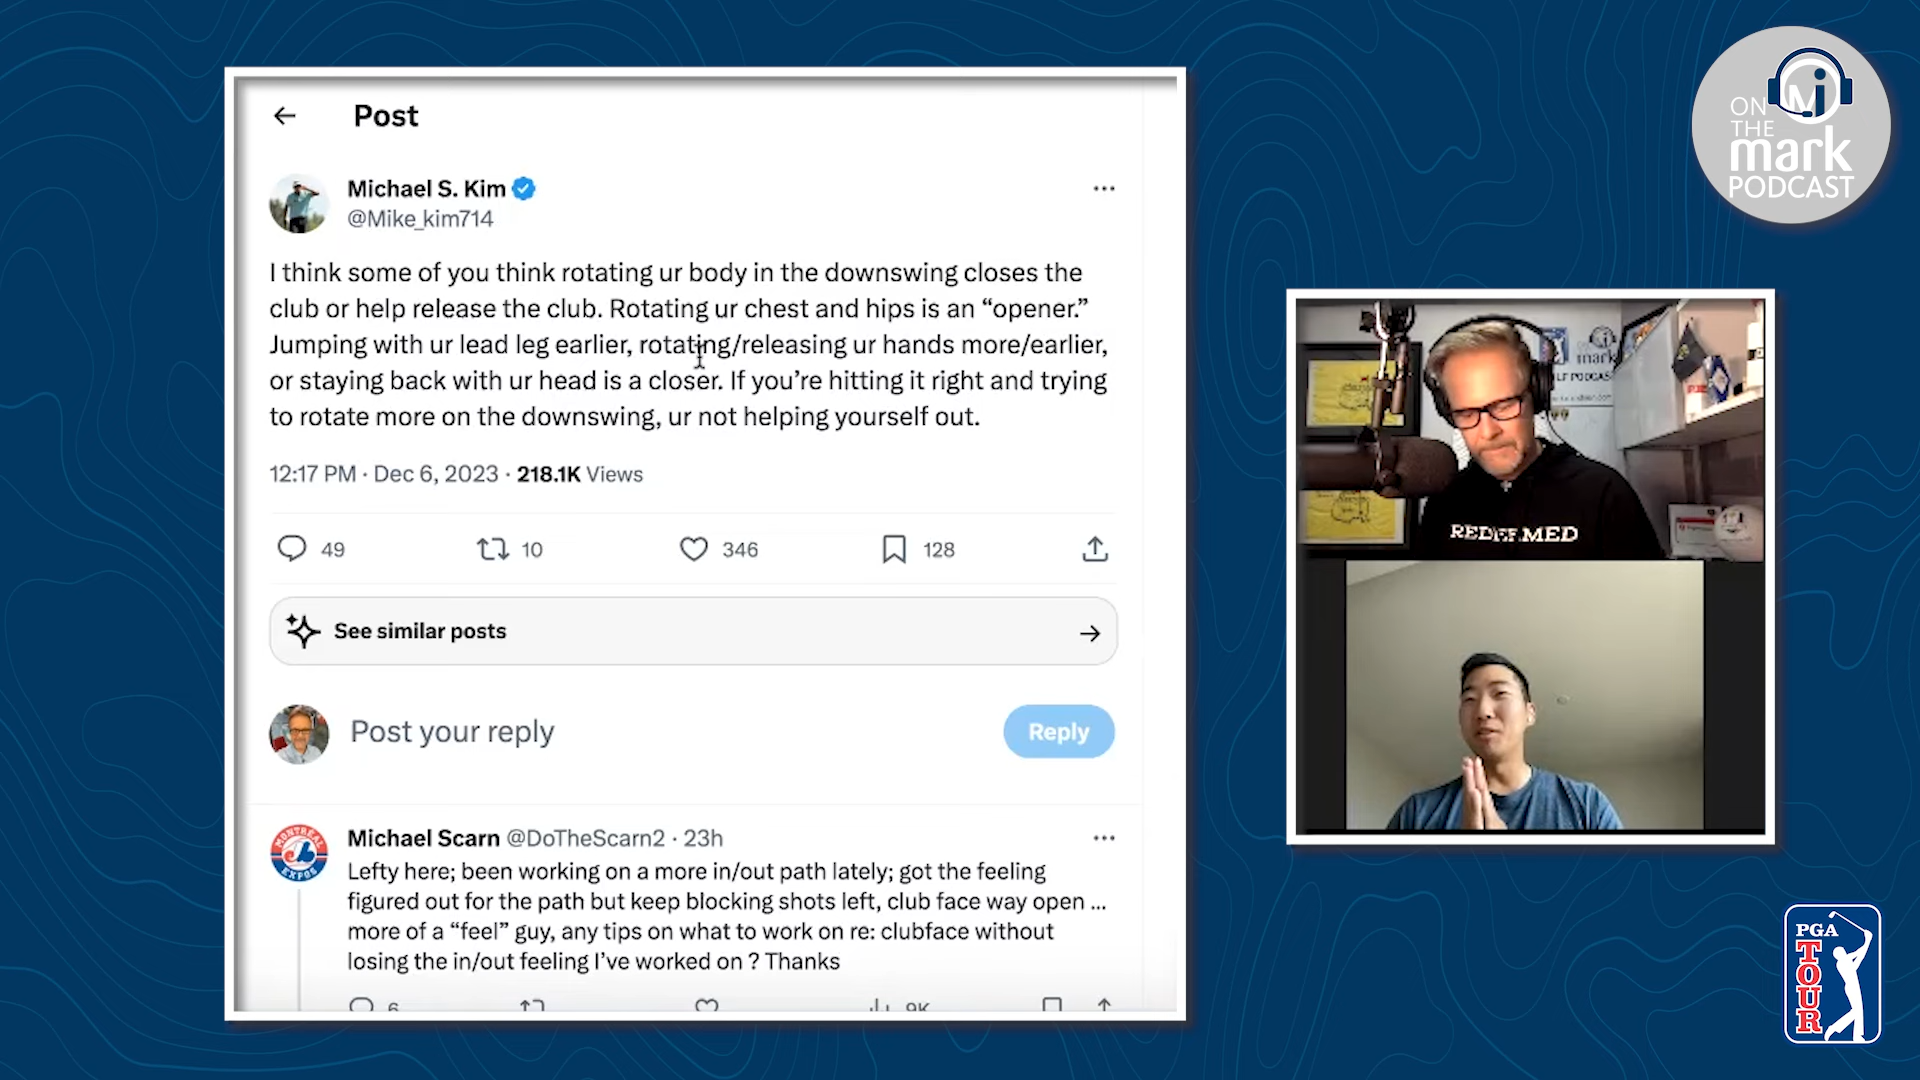 Post
Michael S. Kim
@Mike_kim714
I think some of you think rotating ur body in the downswing closes the
club or help release the club. Rotating ur chest and hips is an “opener.”
Jumping with ur lead leg earlier, rotating/releasing ur hands more/earlier,
or staying back with ur head is a closer. If you’re hitting it right and trying
to rotate more on the downswing, ur not helping yourself out.
12:17 PM · Dec 6, 2023 · 218.1K Views
49 10 346 128
See similar posts
Post your reply
Reply
Michael Scarn @DoTheScarn2 · 23h
Lefty here; been working on a more in/out path lately; got the feeling
figured out for the path but keep blocking shots left, club face way open ...
more of a “feel” guy, any tips on what to work on re: clubface without
losing the in/out feeling I’ve worked on ? Thanks
6 9K
MONTRÉAL
EXPOS
ON
THE
mark
PODCAST
mark
LF PODCAS
REDEEMED
PGA
TOUR